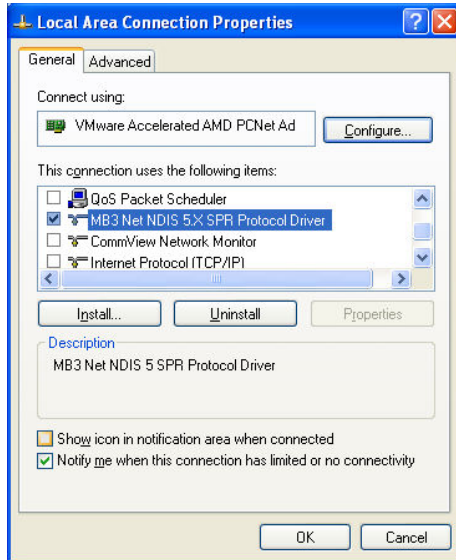 Local Area Connection Properties
General
Advanced
Connect using:
VMware Accelerated AMD PCNet Ad
Configure...
This connection uses the following items:
QoS Packet Scheduler
MB3 Net NDIS 5.X SPR Protocol Driver
CommView Network Monitor
Internet Protocol (TCP/IP)
Install...
Uninstall
Properties
Description
MB3 Net NDIS 5 SPR Protocol Driver
Show icon in notification area when connected
Notify me when this connection has limited or no connectivity
OK
Cancel